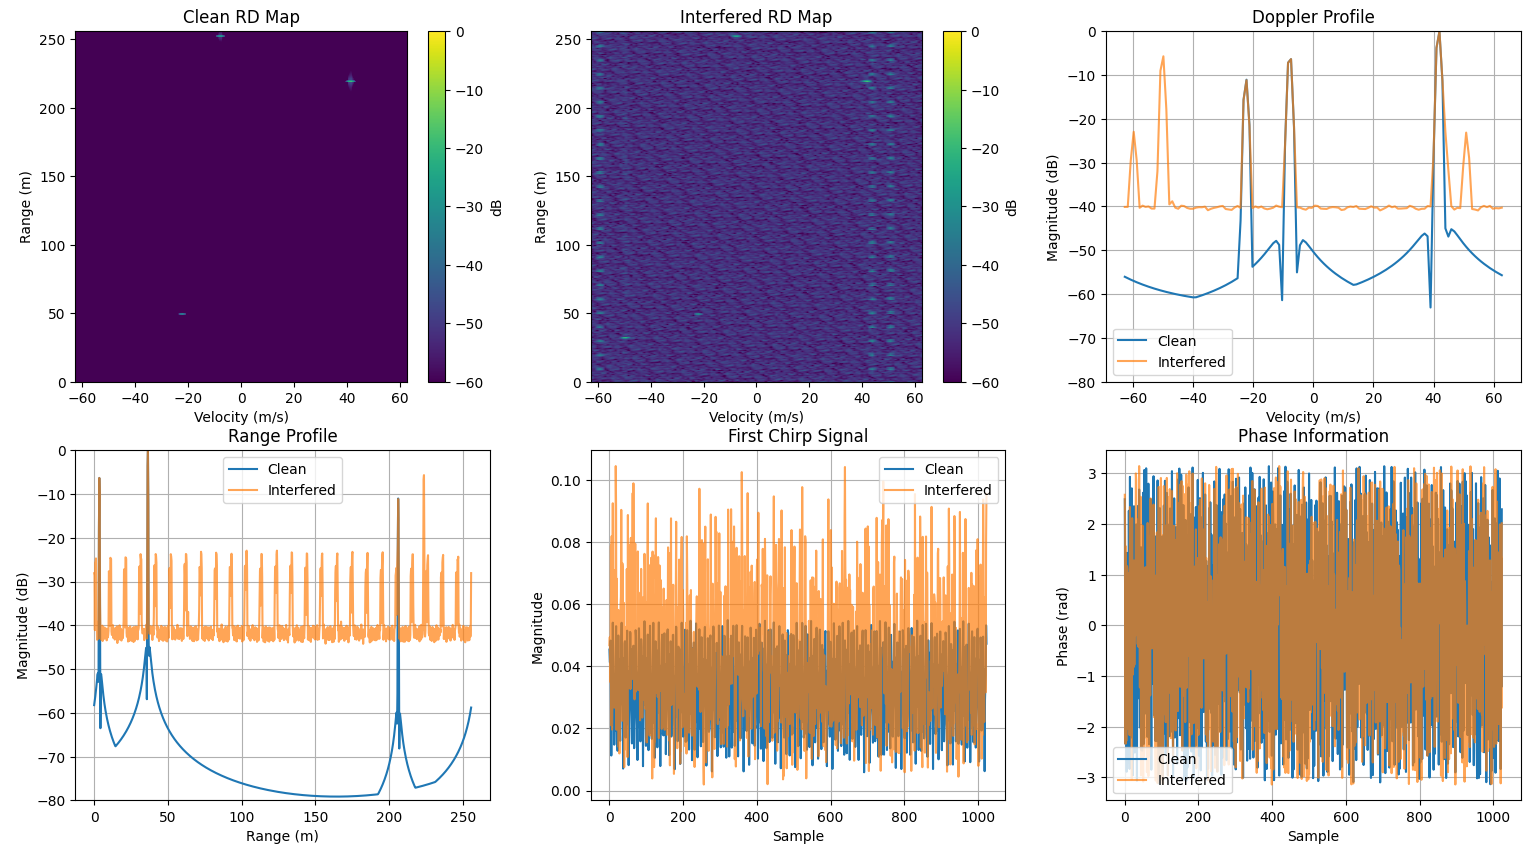 Clean RD Map
Range (m)
250
200
150
100
50
0
−60 −40 −20 0 20 40 60
Velocity (m/s)
0
−10
−20
−30
−40
−50
−60
dB
Interfered RD Map
Range (m)
250
200
150
100
50
0
−60 −40 −20 0 20 40 60
Velocity (m/s)
0
−10
−20
−30
−40
−50
−60
dB
Doppler Profile
Magnitude (dB)
0
−10
−20
−30
−40
−50
−60
−70
−80
Clean
Interfered
−60 −40 −20 0 20 40 60
Velocity (m/s)
Range Profile
Magnitude (dB)
0
−10
−20
−30
−40
−50
−60
−70
−80
Clean
Interfered
0 50 100 150 200 250
Range (m)
First Chirp Signal
Magnitude
0.10
0.08
0.06
0.04
0.02
0.00
Clean
Interfered
0 200 400 600 800 1000
Sample
Phase Information
Phase (rad)
3
2
1
0
−1
−2
−3
Clean
Interfered
0 200 400 600 800 1000
Sample